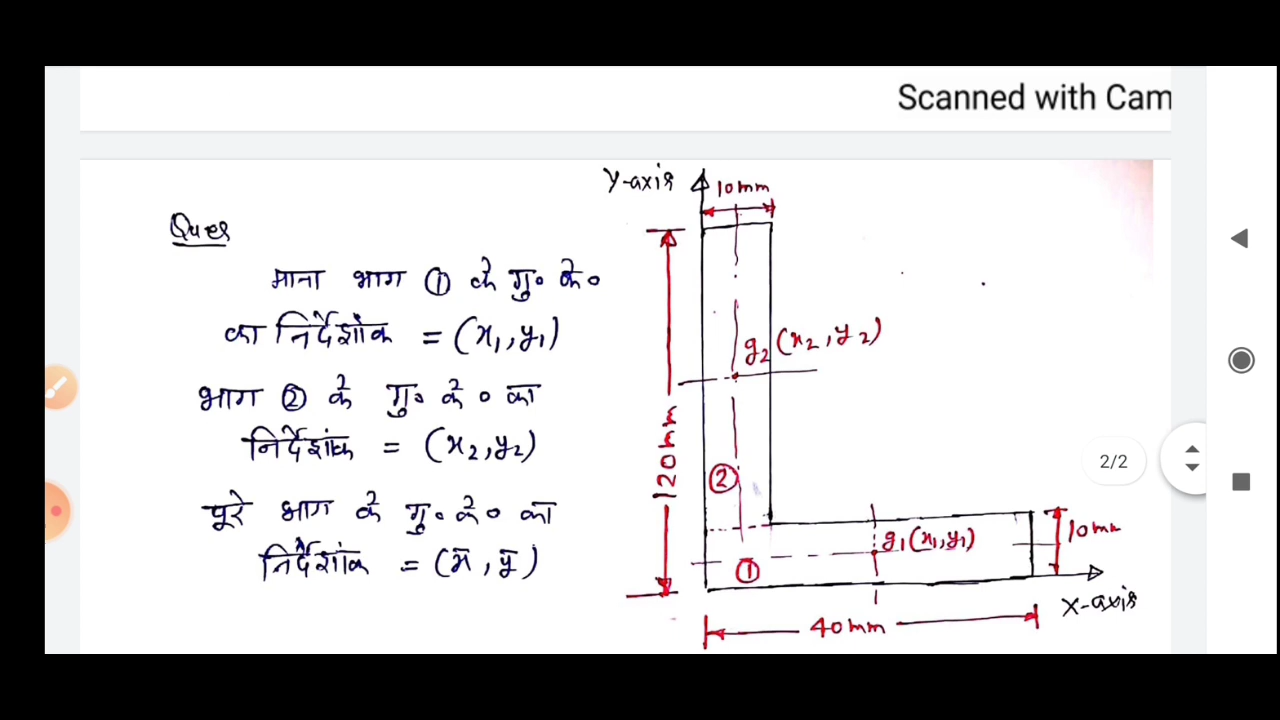 Scanned with Cam
Ques
माना भाग ① के गु० के०
का निर्देशांक = (x₁,y₁)
भाग ② के गु० के० का
निर्देशांक = (x₂,y₂)
पूरे भाग के गु० के० का
निर्देशांक = (x̄, ȳ)
Y-axis
10mm
g₂(x₂,y₂)
120mm
②
g₁(x₁,y₁)
10mm
①
X-axis
40mm
2/2